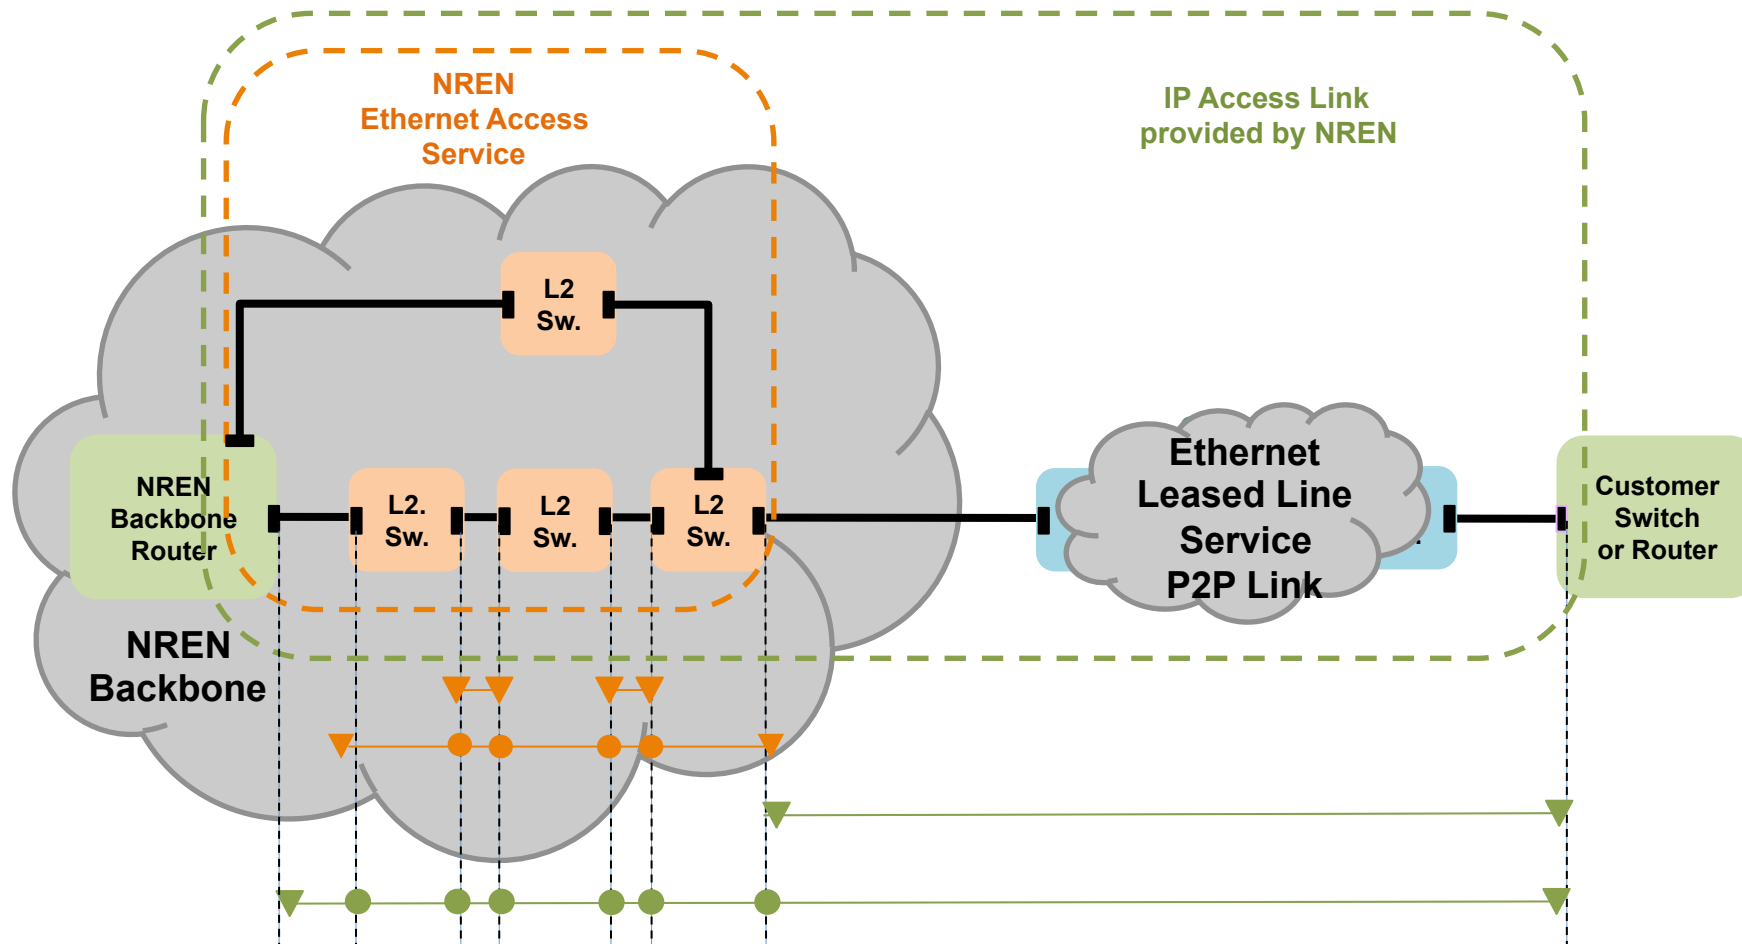 NREN
Ethernet Access
Service
IP Access Link
provided by NREN
L2
Sw.
NREN
Backbone
Router
L2.
Sw.
L2
Sw.
L2
Sw.
Ethernet
Leased Line
Service
P2P Link
Customer
Switch
or Router
NREN
Backbone